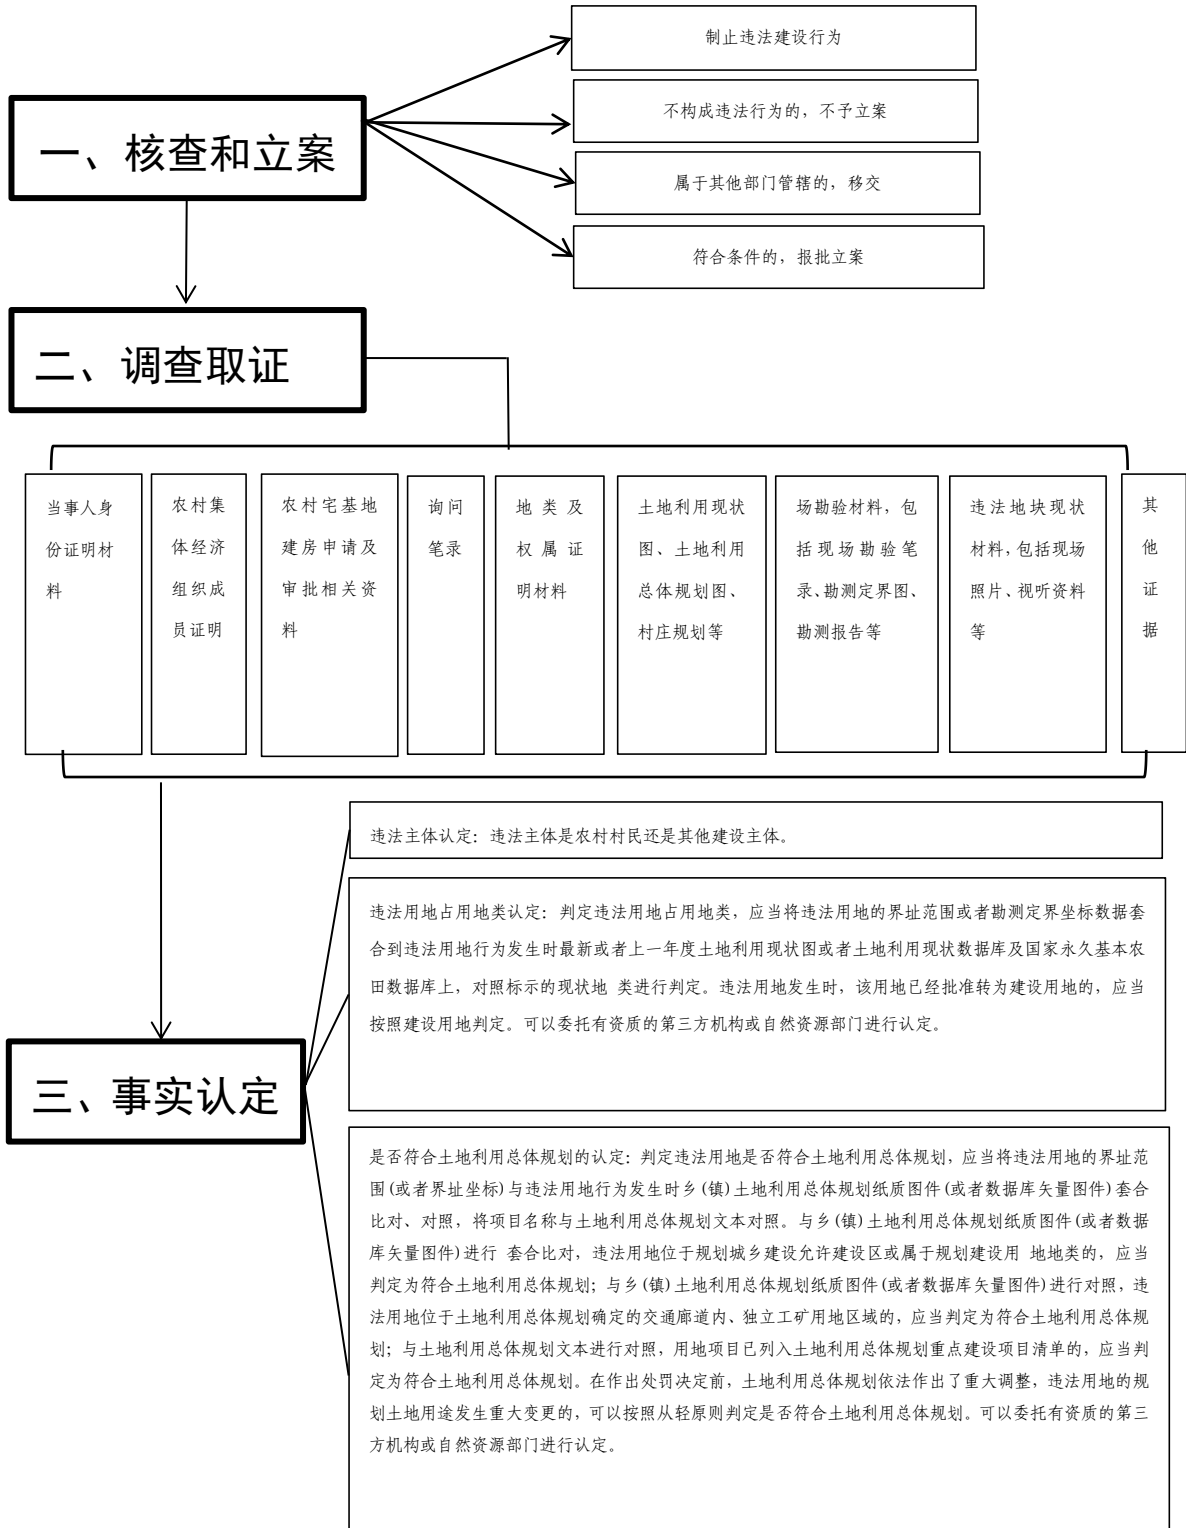 制止违法建设行为
一、核查和立案
不构成违法行为的，不予立案
属于其他部门管辖的，移交
符合条件的，报批立案
二、调查取证
当事人身
份证明材
料
农村集
体经济
组织成
员证明
农村宅基地
建房申请及
审批相关资
料
询问
笔录
地类及
权属证
明材料
土地利用现状
图、土地利用
总体规划图、
村庄规划等
场勘验材料，包
括现场勘验笔
录、勘测定界图、
勘测报告等
违法地块现状
材料，包括现场
照片、视听资料
等
其
他
证
据
违法主体认定：违法主体是农村村民还是其他建设主体。
违法用地占用地类认定：判定违法用地占用地类，应当将违法用地的界址范围或者勘测定界坐标数据套
合到违法用地行为发生时最新或者上一年度土地利用现状图或者土地利用现状数据库及国家永久基本农
田数据库上，对照标示的现状地 类进行判定。违法用地发生时，该用地已经批准转为建设用地的，应当
按照建设用地判定。可以委托有资质的第三方机构或自然资源部门进行认定。
三、事实认定
是否符合土地利用总体规划的认定：判定违法用地是否符合土地利用总体规划，应当将违法用地的界址范
围(或者界址坐标)与违法用地行为发生时乡(镇)土地利用总体规划纸质图件(或者数据库矢量图件)套合
比对、对照，将项目名称与土地利用总体规划文本对照。与乡(镇)土地利用总体规划纸质图件(或者数据
库矢量图件)进行 套合比对，违法用地位于规划城乡建设允许建设区或属于规划建设用 地地类的，应当
判定为符合土地利用总体规划；与乡(镇)土地利用总体规划纸质图件(或者数据库矢量图件)进行对照，违
法用地位于土地利用总体规划确定的交通廊道内、独立工矿用地区域的，应当判定为符合土地利用总体规
划；与土地利用总体规划文本进行对照，用地项目已列入土地利用总体规划重点建设项目清单的，应当判
定为符合土地利用总体规划。在作出处罚决定前，土地利用总体规划依法作出了重大调整，违法用地的规
划土地用途发生重大变更的，可以按照从轻原则判定是否符合土地利用总体规划。可以委托有资质的第三
方机构或自然资源部门进行认定。